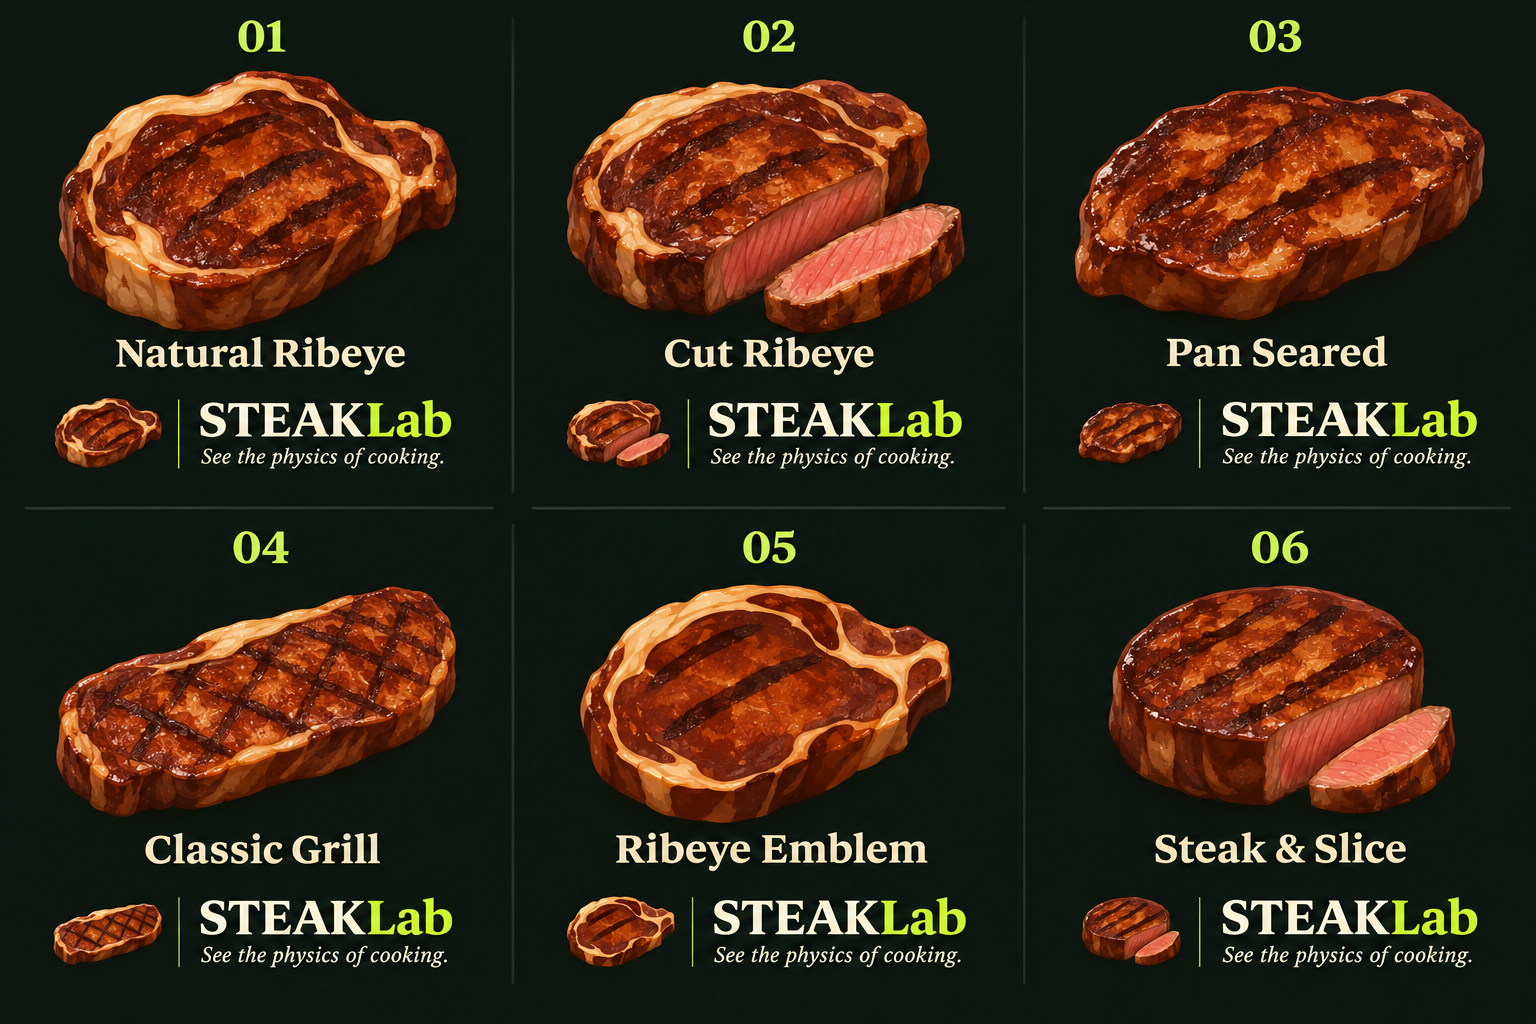 01
Natural Ribeye
STEAKLab
See the physics of cooking.
02
Cut Ribeye
STEAKLab
See the physics of cooking.
03
Pan Seared
STEAKLab
See the physics of cooking.
04
Classic Grill
STEAKLab
See the physics of cooking.
05
Ribeye Emblem
STEAKLab
See the physics of cooking.
06
Steak & Slice
STEAKLab
See the physics of cooking.